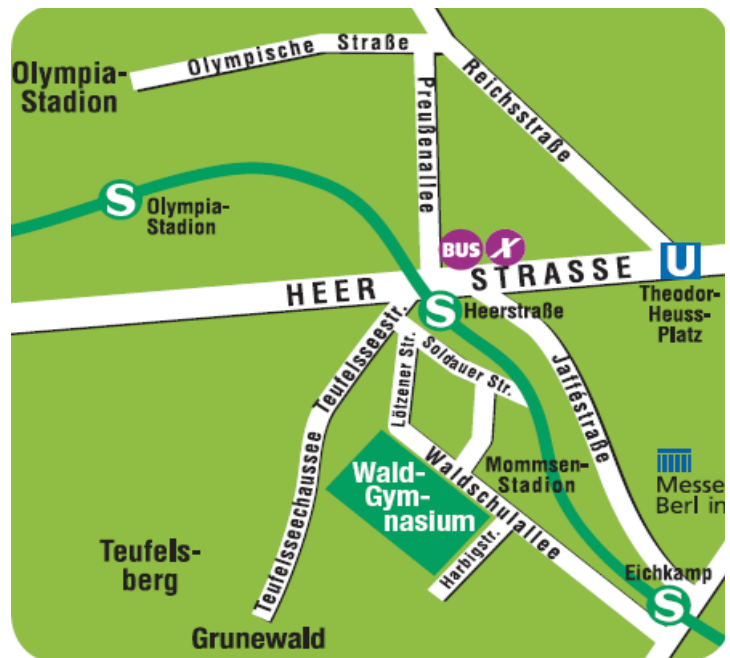 Olympische Straße
Olympia-
Stadion
Reichsstraße
Preußenallee
S
Olympia-
Stadion
BUS X
U
HEER STRASSE
Theodor-
Heuss-
Platz
S
Heerstraße
Teufelsseestr.
Soldauer Str.
Lötzener Str.
Jafféstraße
Teufelsseechaussee
Wald-
Gym-
nasium
Waldschulallee
Mommsen-
Stadion
Messe
Berlin
Harbigstr.
Teufels-
berg
Eichkamp
S
Grunewald